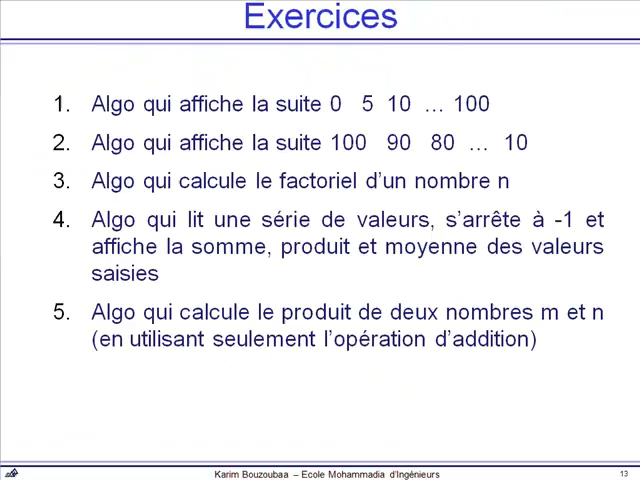 Exercices
1. Algo qui affiche la suite 0 5 10 … 100
2. Algo qui affiche la suite 100 90 80 … 10
3. Algo qui calcule le factoriel d'un nombre n
4. Algo qui lit une série de valeurs, s'arrête à -1 et
affiche la somme, produit et moyenne des valeurs
saisies
5. Algo qui calcule le produit de deux nombres m et n
(en utilisant seulement l'opération d'addition)
Karim Bouzoubaa – Ecole Mohammadia d'Ingénieurs
13